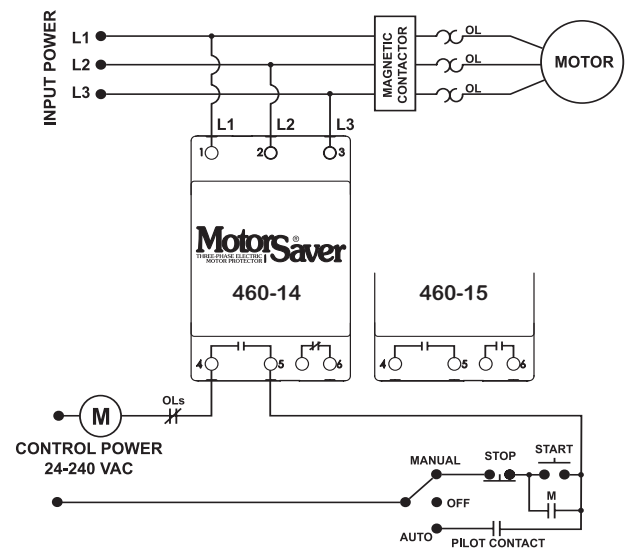 INPUT POWER
L1
L2
L3
MAGNETIC
CONTACTOR
OL
OL
OL
MOTOR
L1
L2
L3
1
2
3
MotorSaver®
THREE-PHASE ELECTRIC
MOTOR PROTECTOR
460-14
460-15
4
5
6
4
5
6
OLs
M
CONTROL POWER
24-240 VAC
MANUAL
STOP
START
M
OFF
AUTO
PILOT CONTACT